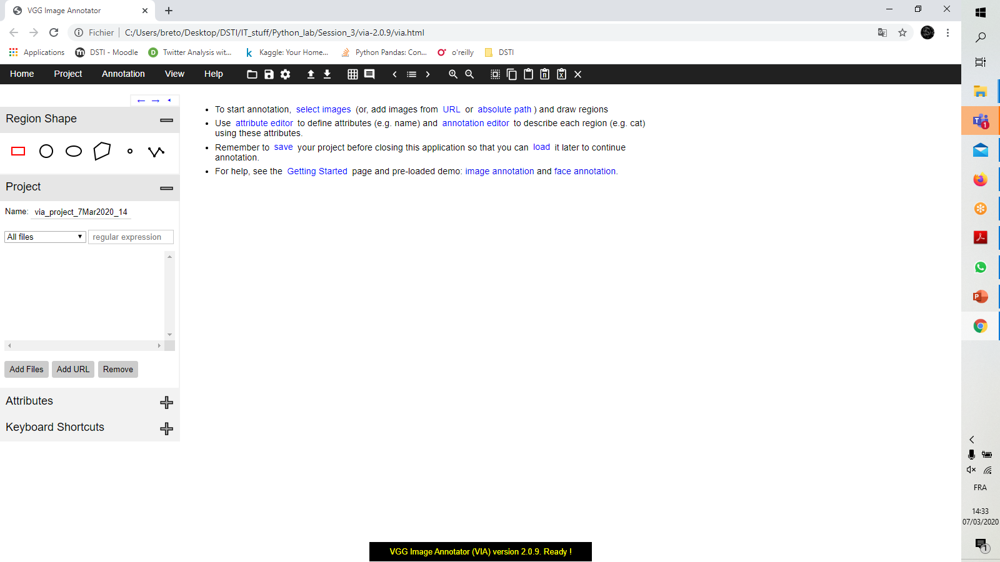 VGG Image Annotator
Fichier C:/Users/breto/Desktop/DSTI/IT_stuff/Python_lab/Session_3/via-2.0.9/via.html
Applications DSTI - Moodle Twitter Analysis wit... Kaggle: Your Home... Python Pandas: Con... o'reilly DSTI
Home Project Annotation View Help
Region Shape
Project
Name: via_project_7Mar2020_14
All files regular expression
Add Files Add URL Remove
Attributes
Keyboard Shortcuts
To start annotation, select images (or, add images from URL or absolute path ) and draw regions
Use attribute editor to define attributes (e.g. name) and annotation editor to describe each region (e.g. cat)
using these attributes.
Remember to save your project before closing this application so that you can load it later to continue
annotation.
For help, see the Getting Started page and pre-loaded demo: image annotation and face annotation.
VGG Image Annotator (VIA) version 2.0.9. Ready !
FRA
14:33
07/03/2020
1